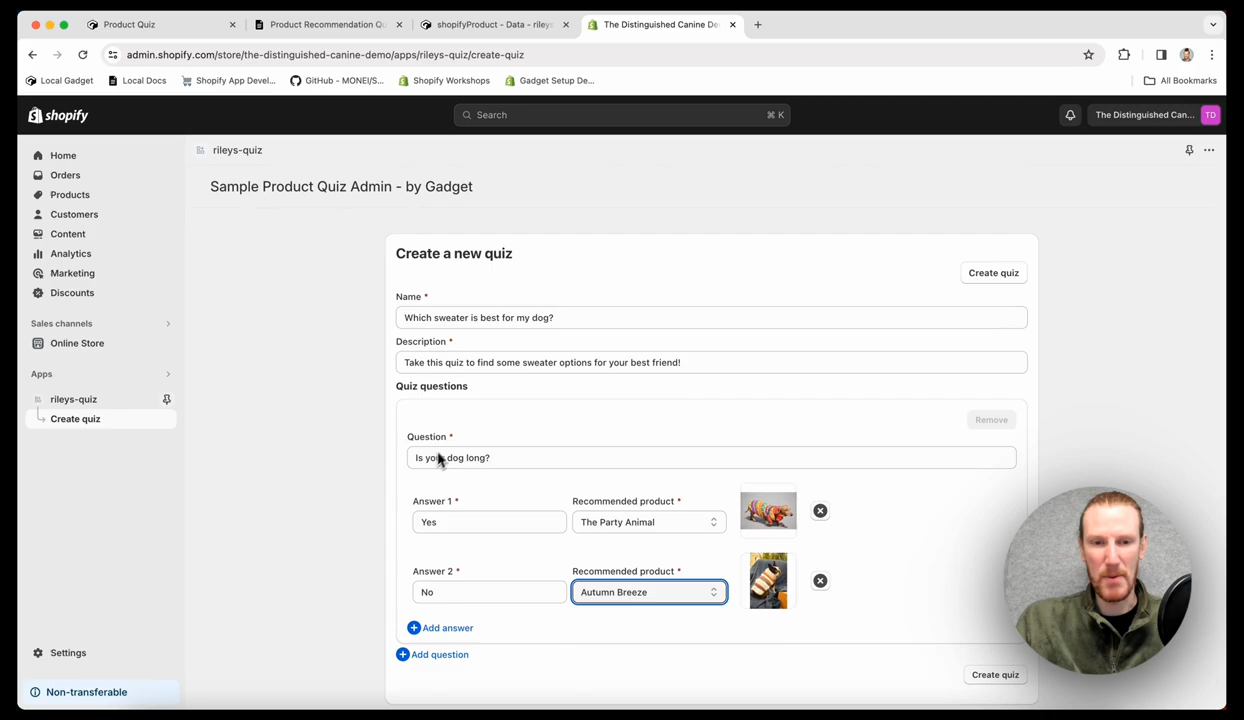 Product Quiz
Product Recommendation Qu
shopifyProduct - Data - rileys
The Distinguished Canine De
admin.shopify.com/store/the-distinguished-canine-demo/apps/rileys-quiz/create-quiz
Local Gadget
Local Docs
Shopify App Devel...
GitHub - MONEI/S...
Shopify Workshops
Gadget Setup De...
All Bookmarks
shopify
Search
⌘ K
The Distinguished Can...
TD
Home
Orders
Products
Customers
Content
Analytics
Marketing
Discounts
Sales channels
Online Store
Apps
rileys-quiz
Create quiz
Settings
Non-transferable
rileys-quiz
Sample Product Quiz Admin - by Gadget
Create a new quiz
Create quiz
Name *
Which sweater is best for my dog?
Description *
Take this quiz to find some sweater options for your best friend!
Quiz questions
Remove
Question *
Is your dog long?
Answer 1 *
Recommended product *
Yes
The Party Animal
Answer 2 *
Recommended product *
No
Autumn Breeze
Add answer
Add question
Create quiz